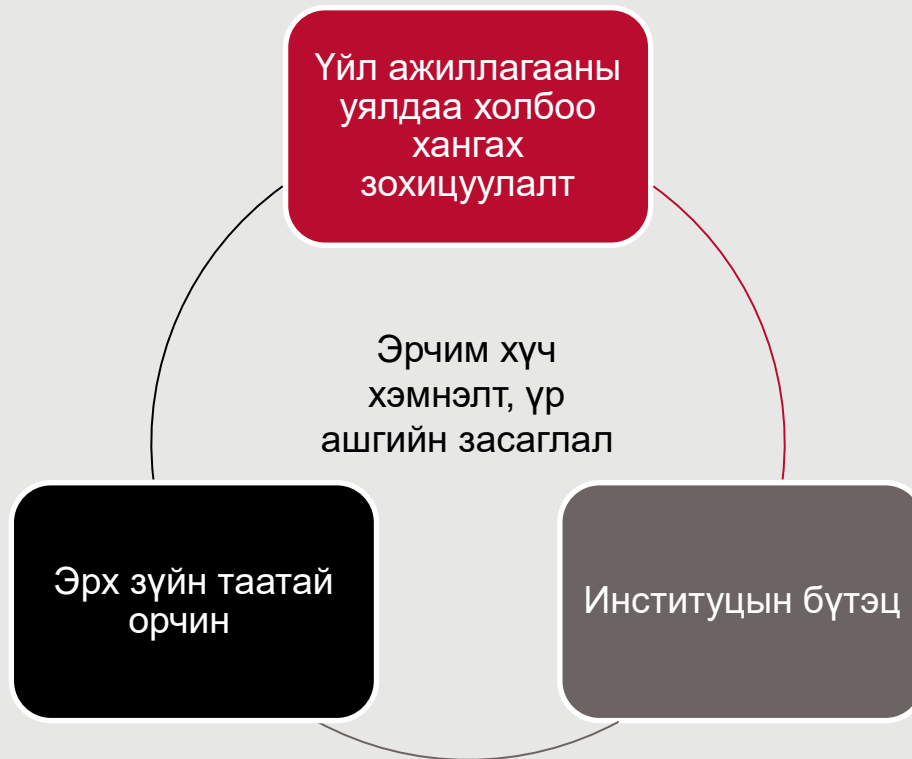 Үйл ажиллагааны
уялдаа холбоо
хангах
зохицуулалт
Эрчим хүч
хэмнэлт, үр
ашгийн засаглал
Эрх зүйн таатай
орчин
Институцын бүтэц